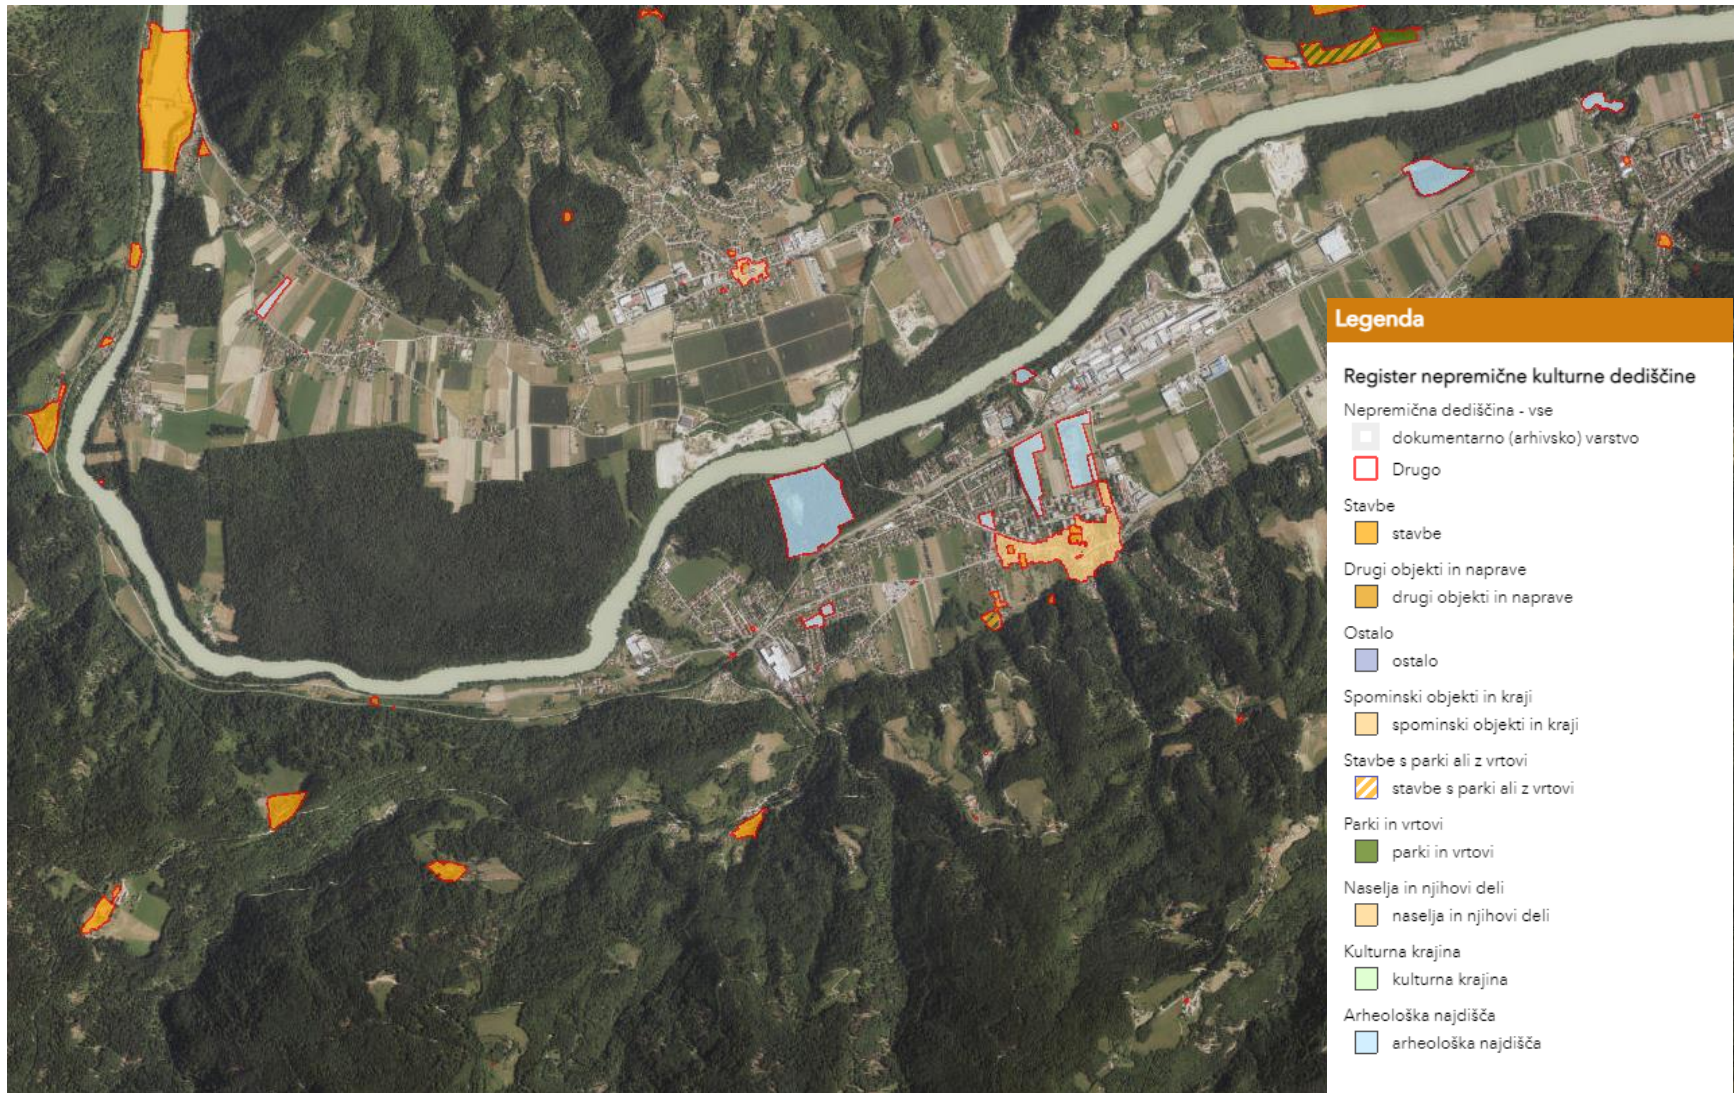 Legenda
Register nepremične kulturne dediščine
Nepremična dediščina - vse
dokumentarno (arhivsko) varstvo
Drugo
Stavbe
stavbe
Drugi objekti in naprave
drugi objekti in naprave
Ostalo
ostalo
Spominski objekti in kraji
spominski objekti in kraji
Stavbe s parki ali z vrtovi
stavbe s parki ali z vrtovi
Parki in vrtovi
parki in vrtovi
Naselja in njihovi deli
naselja in njihovi deli
Kulturna krajina
kulturna krajina
Arheološka najdišča
arheološka najdišča